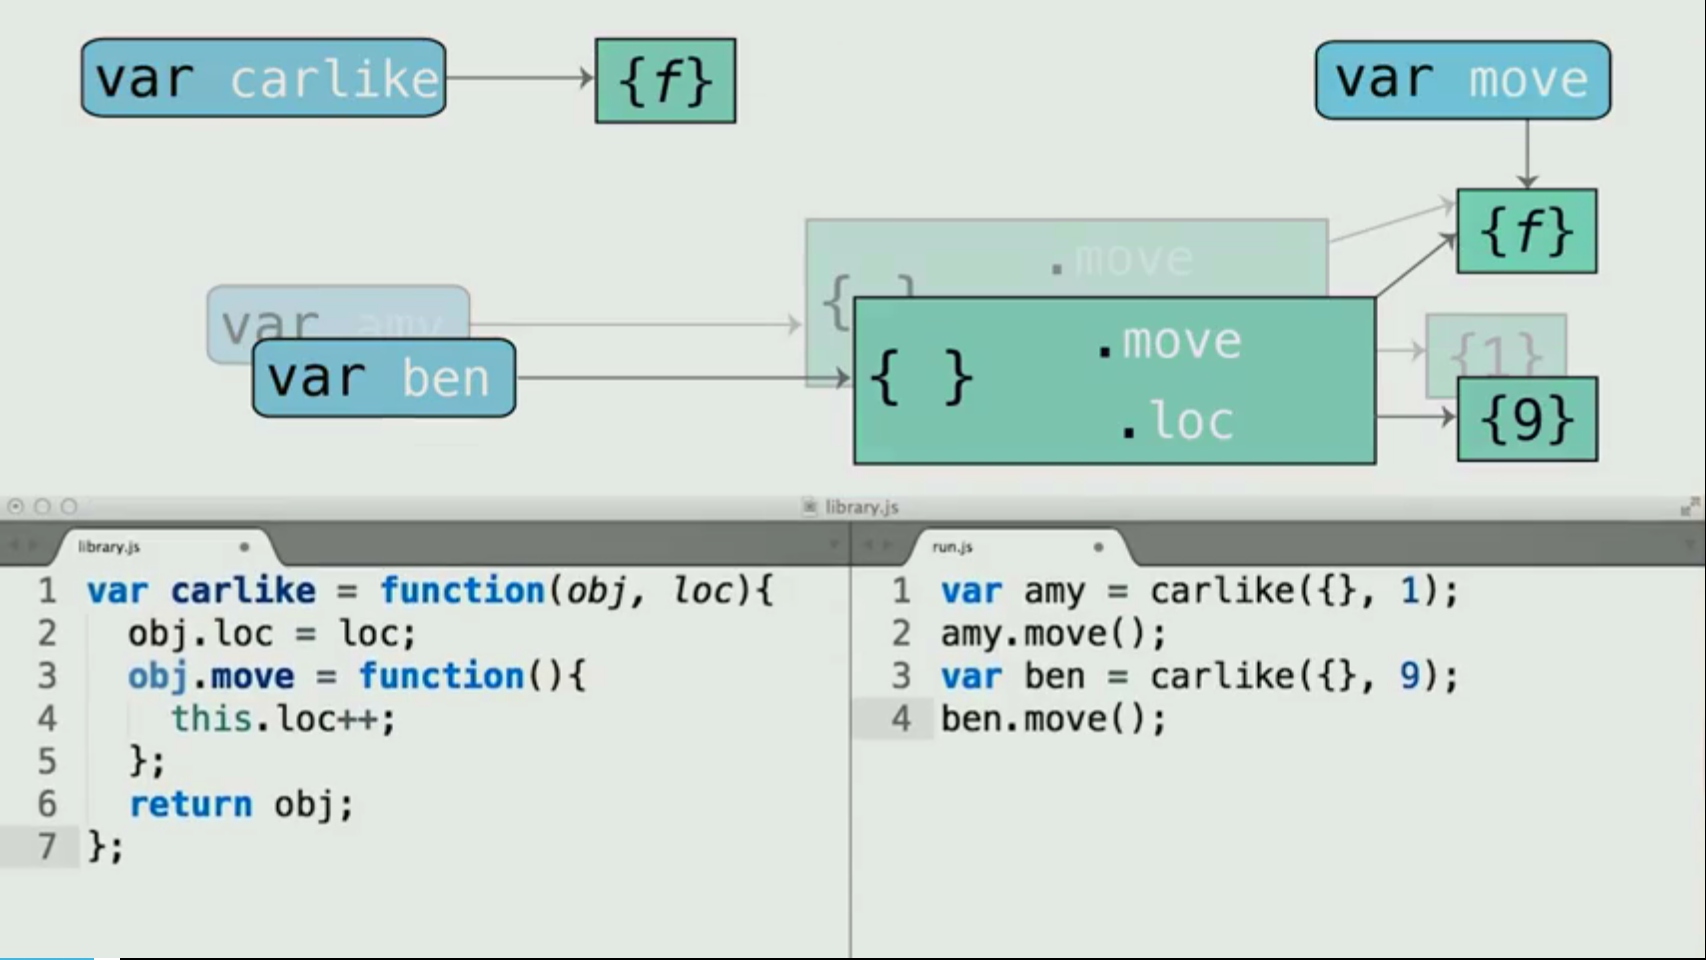 var carlike
{f}
var move
{f}
.move
{ }
var amy
{1}
var ben
{ }
.move
.loc
{9}
library.js
library.js
run.js
1 var carlike = function(obj, loc){
2 obj.loc = loc;
3 obj.move = function(){
4 this.loc++;
5 };
6 return obj;
7 };
1 var amy = carlike({}, 1);
2 amy.move();
3 var ben = carlike({}, 9);
4 ben.move();